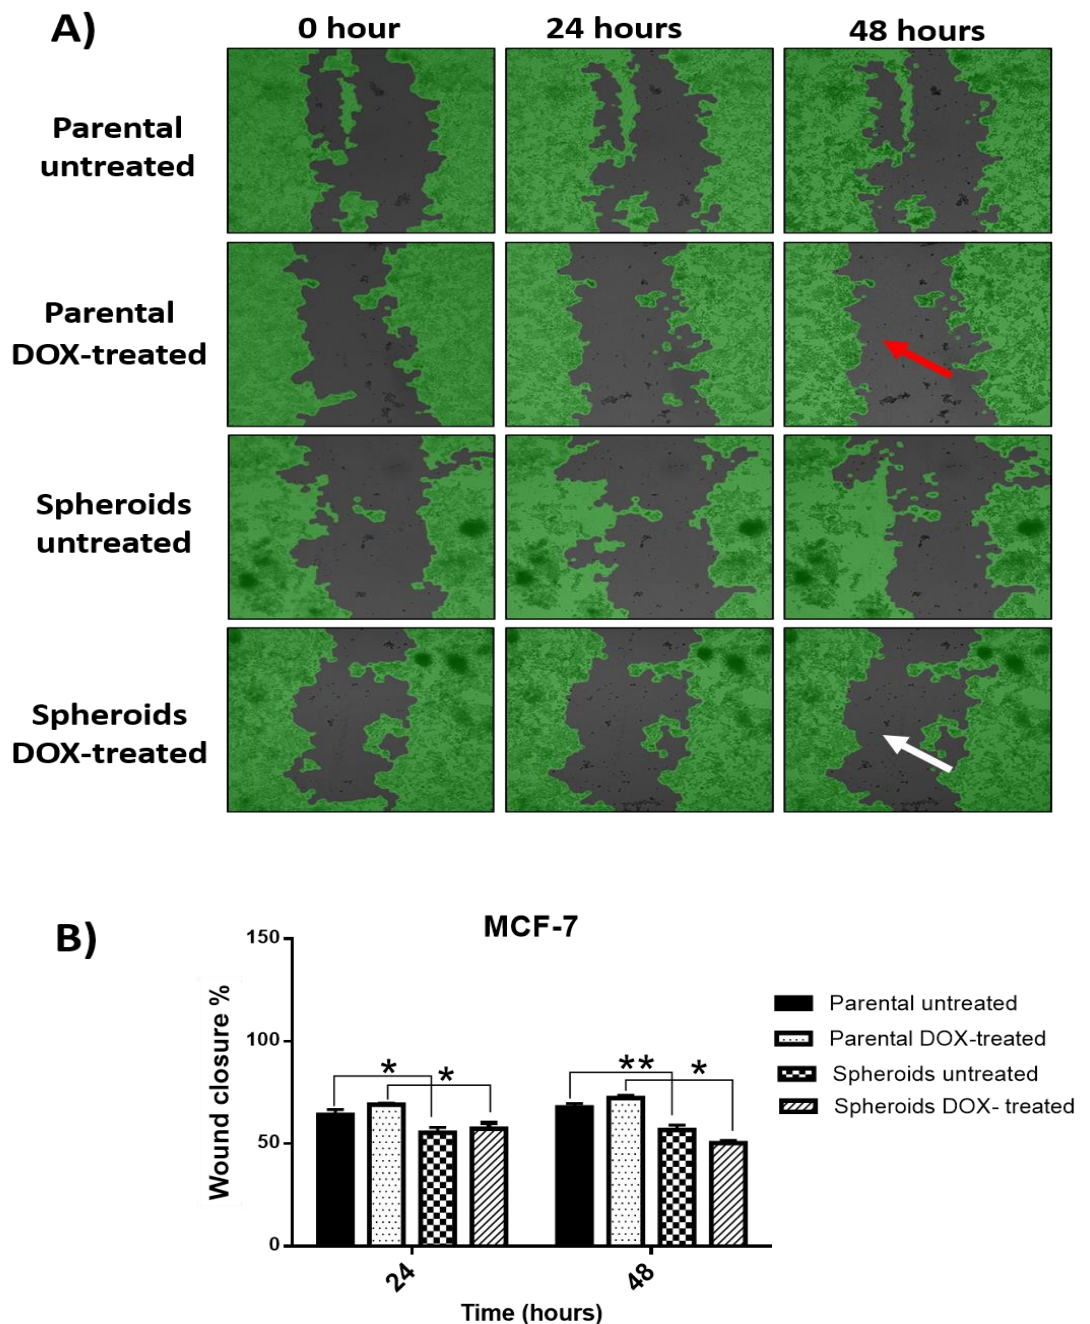 A)
0 hour
24 hours
48 hours
Parental
untreated
Parental
DOX-treated
Spheroids
untreated
Spheroids
DOX-treated
B)
MCF-7
Wound closure %
150
100
50
0
*
*
**
*
24
48
Time (hours)
Parental untreated
Parental DOX-treated
Spheroids untreated
Spheroids DOX- treated